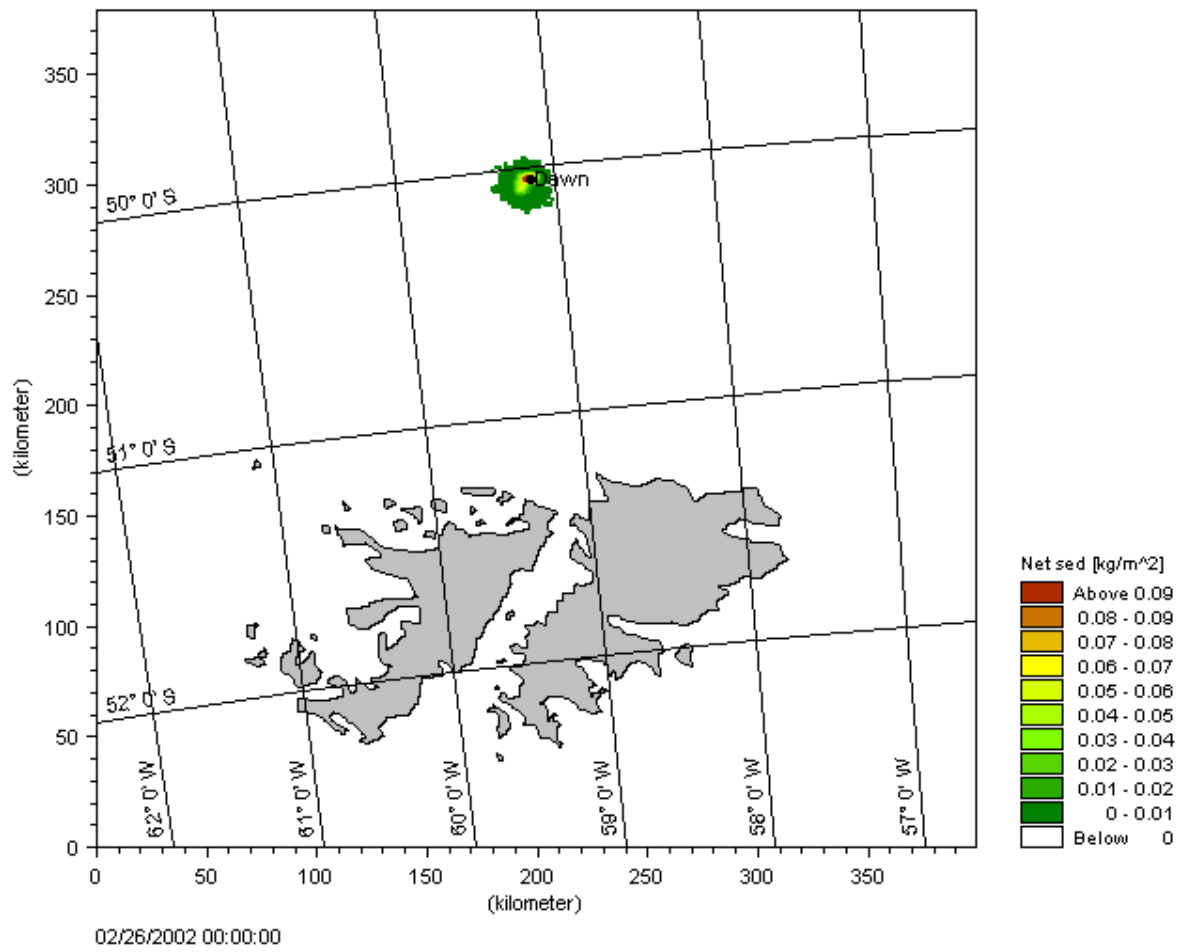 350
300
250
200
150
100
50
0
(kilometer)
50° 0' S
51° 0' S
52° 0' S
Dawn
62° 0' W
61° 0' W
60° 0' W
59° 0' W
58° 0' W
57° 0' W
0 50 100 150 200 250 300 350
(kilometer)
02/26/2002 00:00:00
Net sed [kg/m^2]
Above 0.09
0.08 - 0.09
0.07 - 0.08
0.06 - 0.07
0.05 - 0.06
0.04 - 0.05
0.03 - 0.04
0.02 - 0.03
0.01 - 0.02
0 - 0.01
Below 0